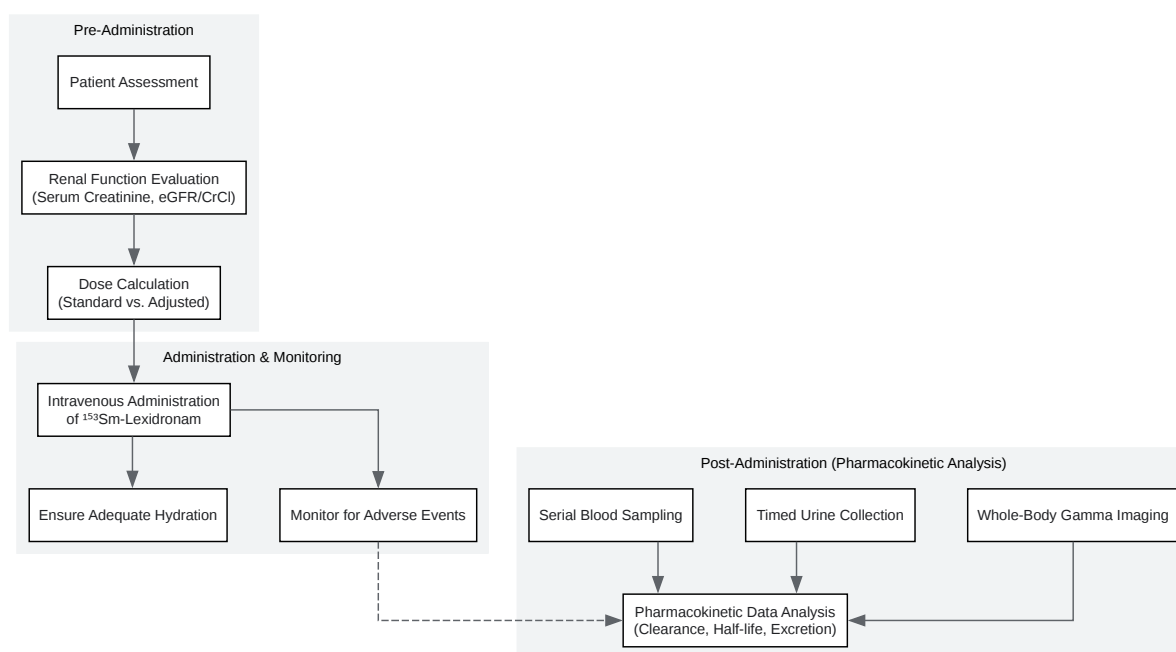 Pre-Administration
Patient Assessment
Renal Function Evaluation
(Serum Creatinine, eGFR/CrCl)
Dose Calculation
(Standard vs. Adjusted)
Administration & Monitoring
Intravenous Administration
of ¹⁵³Sm-Lexidronam
Ensure Adequate Hydration
Monitor for Adverse Events
Post-Administration (Pharmacokinetic Analysis)
Serial Blood Sampling
Timed Urine Collection
Whole-Body Gamma Imaging
Pharmacokinetic Data Analysis
(Clearance, Half-life, Excretion)